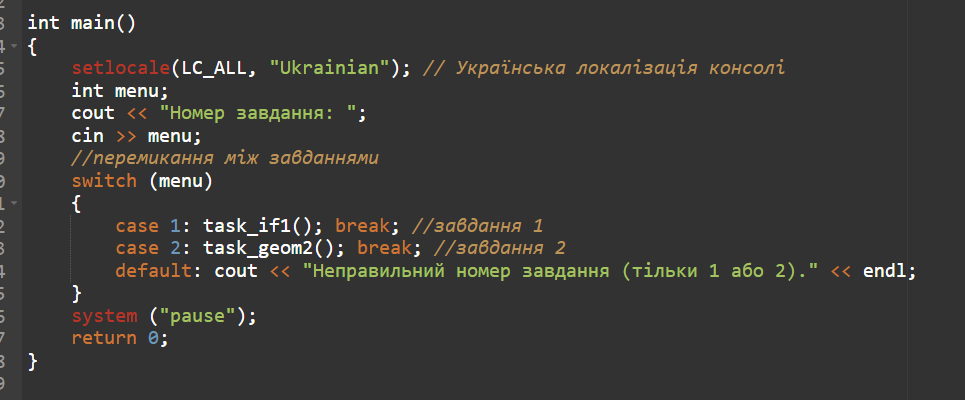 int main()
{
setlocale(LC_ALL, "Ukrainian"); // Українська локалізація консолі
int menu;
cout << "Номер завдання: ";
cin >> menu;
//перемикання між завданнями
switch (menu)
{
case 1: task_if1(); break; //завдання 1
case 2: task_geom2(); break; //завдання 2
default: cout << "Неправильний номер завдання (тільки 1 або 2)." << endl;
}
system ("pause");
return 0;
}